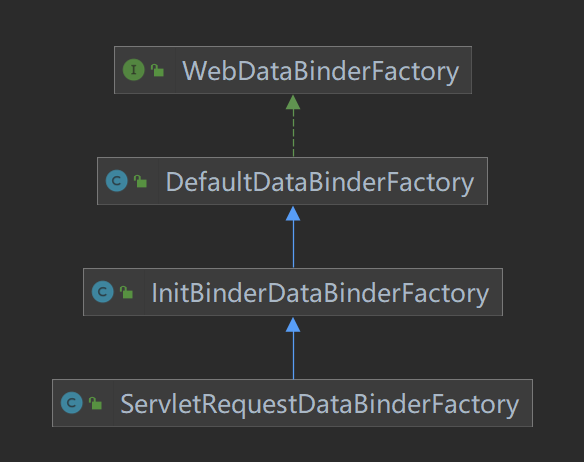 I WebDataBinderFactory
C DefaultDataBinderFactory
C InitBinderDataBinderFactory
C ServletRequestDataBinderFactory